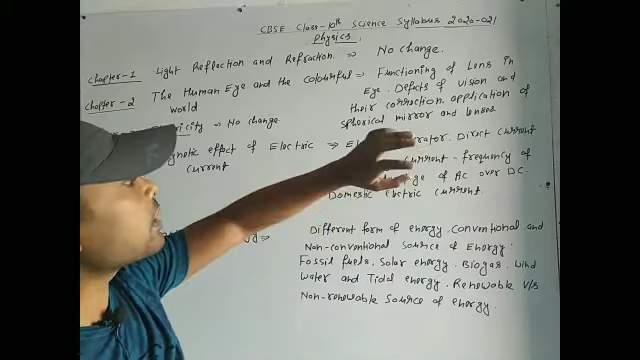 CBSE Class-10th Science Syllabus 2020-021
Physics.
Chapter-1 Light Reflection and Refraction ⇒ No change.
Chapter-2 The Human Eye and the Colourful ⇒ Functioning of Lens in
world Eye. Defects of vision and
their correction application of
spherical mirror and lenses
⇒ No change
effect of Electric ⇒ Direct current
current current - frequency of
of AC over DC.
Domestic electric current.
⇒ Different form of energy. Conventional and
Non-conventional source of Energy:
Fossil fuels, Solar energy. Biogas, wind
water and Tidal energy. Renewable V/s
Non-renewable Source of energy.